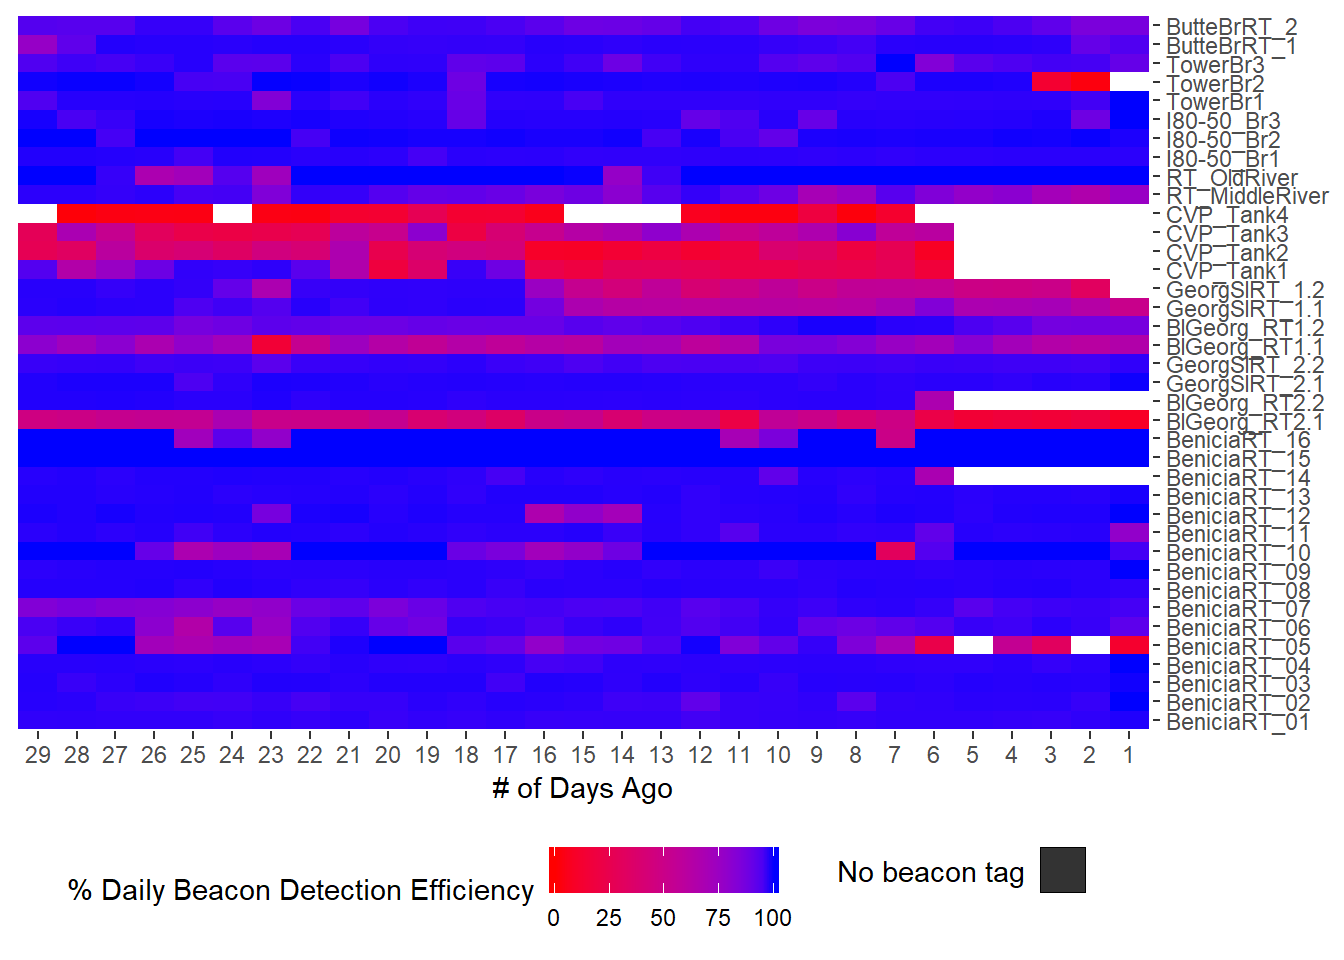 ButteBrRT_2
ButteBrRT_1
TowerBr3
TowerBr2
TowerBr1
I80-50_Br3
I80-50_Br2
I80-50_Br1
RT_OldRiver
RT_MiddleRiver
CVP_Tank4
CVP_Tank3
CVP_Tank2
CVP_Tank1
GeorgSlRT_1.2
GeorgSlRT_1.1
BlGeorg_RT1.2
BlGeorg_RT1.1
GeorgSlRT_2.2
GeorgSlRT_2.1
BlGeorg_RT2.2
BlGeorg_RT2.1
BeniciaRT_16
BeniciaRT_15
BeniciaRT_14
BeniciaRT_13
BeniciaRT_12
BeniciaRT_11
BeniciaRT_10
BeniciaRT_09
BeniciaRT_08
BeniciaRT_07
BeniciaRT_06
BeniciaRT_05
BeniciaRT_04
BeniciaRT_03
BeniciaRT_02
BeniciaRT_01
29 28 27 26 25 24 23 22 21 20 19 18 17 16 15 14 13 12 11 10 9 8 7 6 5 4 3 2 1
# of Days Ago
% Daily Beacon Detection Efficiency
0 25 50 75 100
No beacon tag